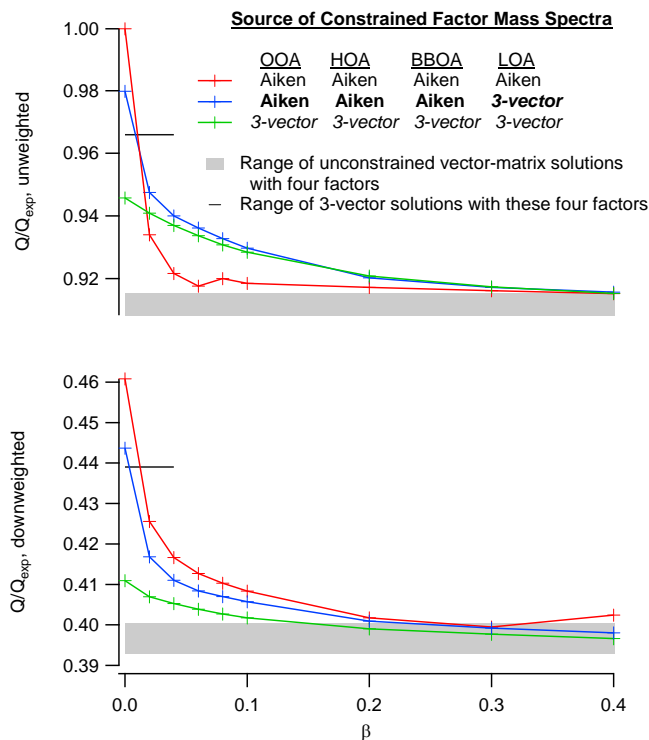 Source of Constrained Factor Mass Spectra
OOA HOA BBOA LOA
Aiken Aiken Aiken Aiken
Aiken Aiken Aiken 3-vector
3-vector 3-vector 3-vector 3-vector
Range of unconstrained vector-matrix solutions
with four factors
Range of 3-vector solutions with these four factors
Q/Qexp, unweighted
1.00
0.98
0.96
0.94
0.92
Q/Qexp, downweighted
0.46
0.45
0.44
0.43
0.42
0.41
0.40
0.39
0.0 0.1 0.2 0.3 0.4
β